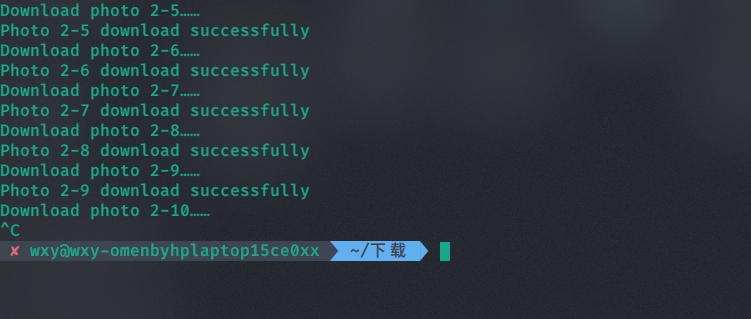 Download photo 2-5……
Photo 2-5 download successfully
Download photo 2-6……
Photo 2-6 download successfully
Download photo 2-7……
Photo 2-7 download successfully
Download photo 2-8……
Photo 2-8 download successfully
Download photo 2-9……
Photo 2-9 download successfully
Download photo 2-10……
^C
✘ wxy@wxy-omenbyhplaptop15ce0xx ~/下载